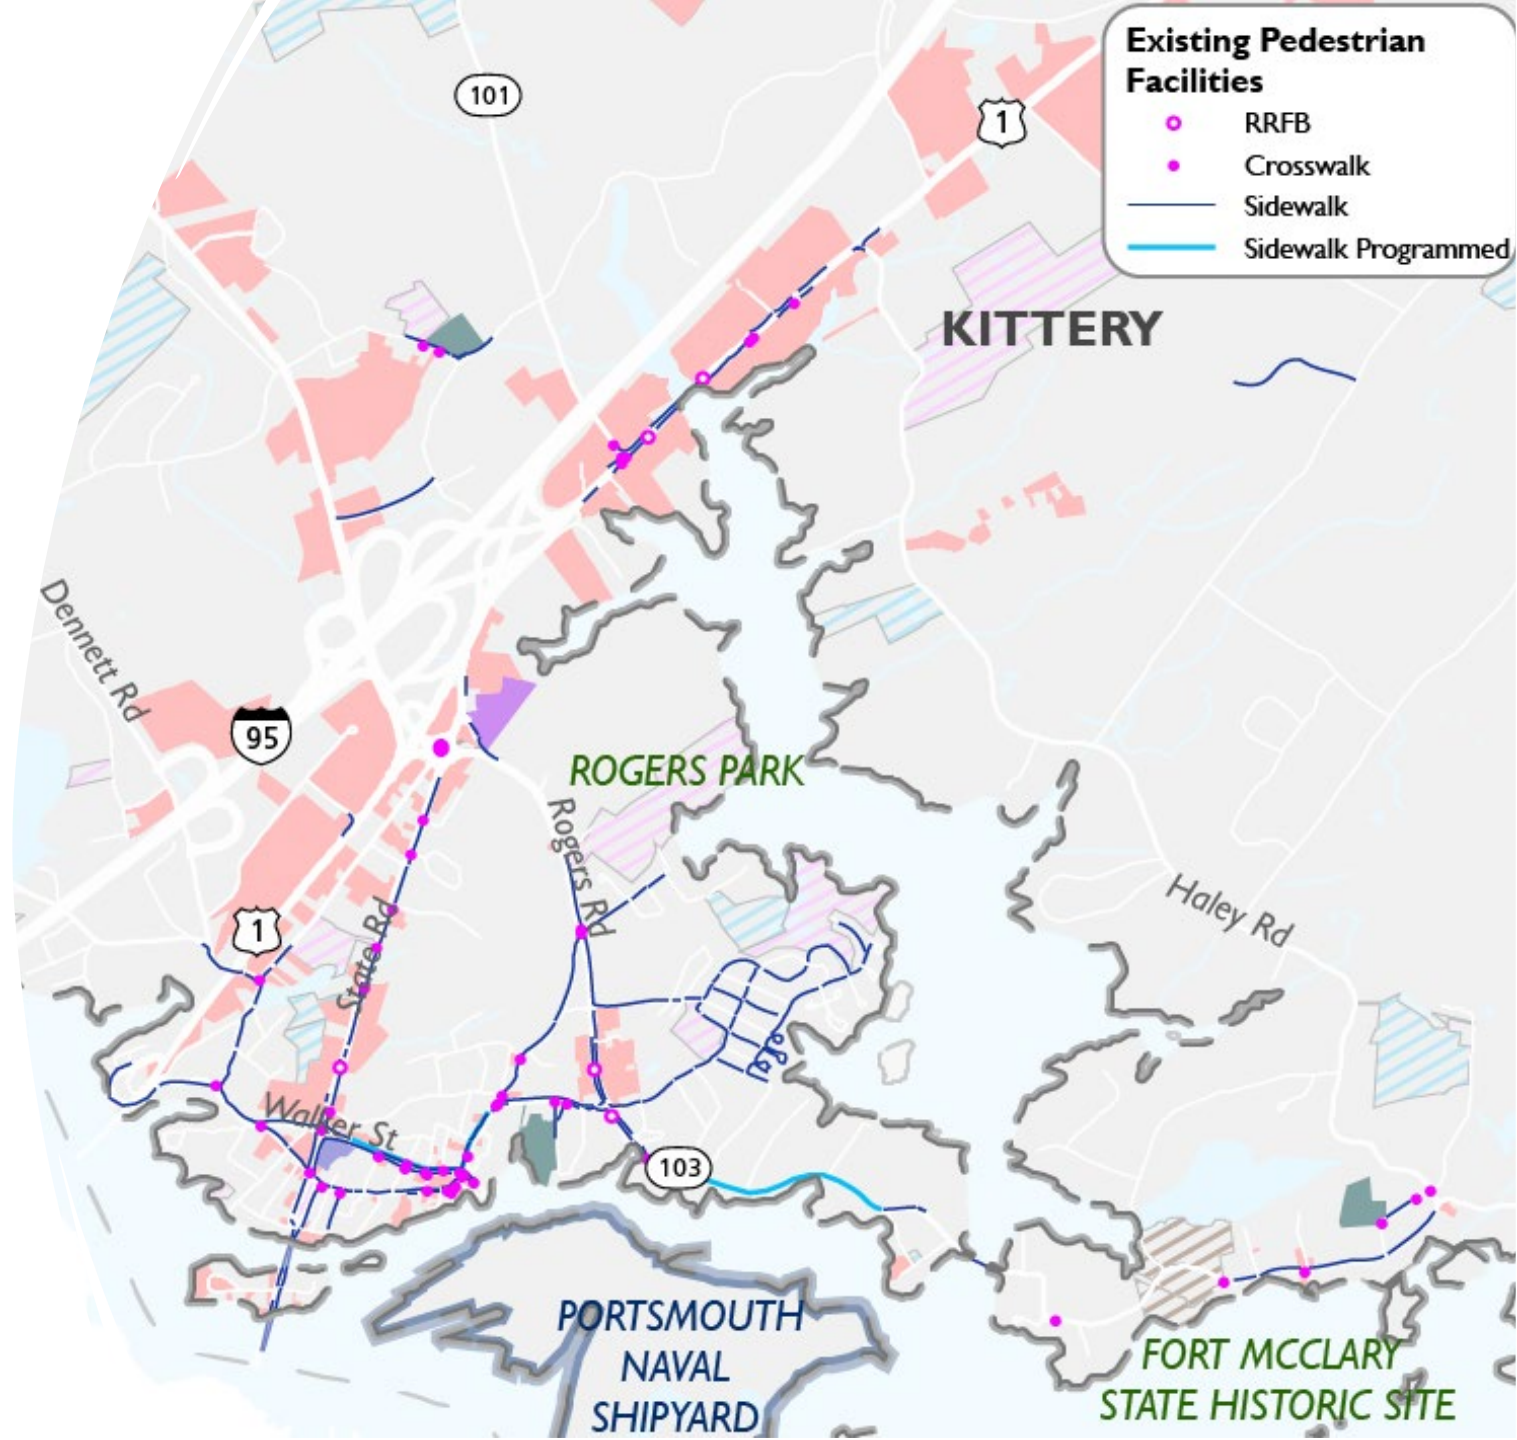 Existing Pedestrian
Facilities
RRFB
Crosswalk
Sidewalk
Sidewalk Programmed
101
1
KITTERY
Dennett Rd
95
ROGERS PARK
Rogers Rd
Haley Rd
1
State Rd
Walker St
103
PORTSMOUTH
NAVAL
SHIPYARD
FORT MCCLARY
STATE HISTORIC SITE